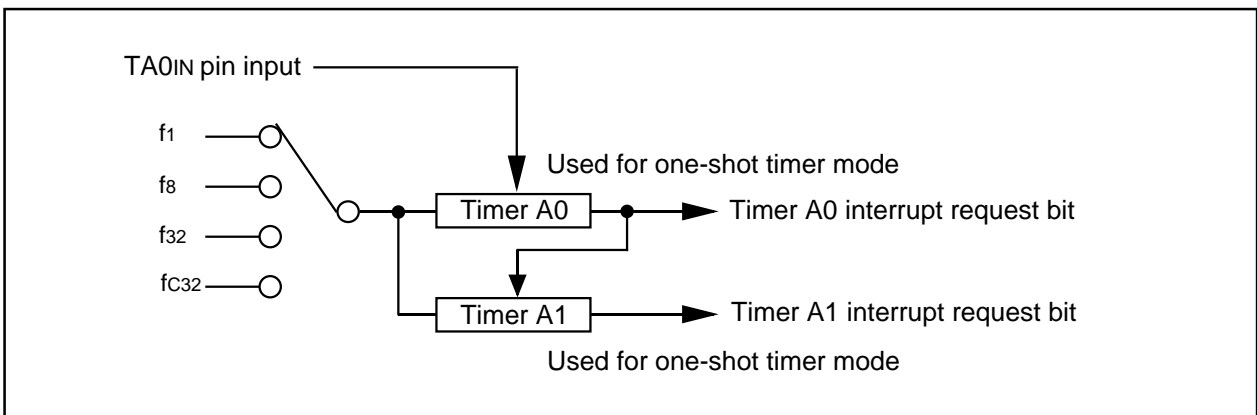 TA0IN pin input
f1
Used for one-shot timer mode
f8
Timer A0
Timer A0 interrupt request bit
f32
fC32
Timer A1
Timer A1 interrupt request bit
Used for one-shot timer mode